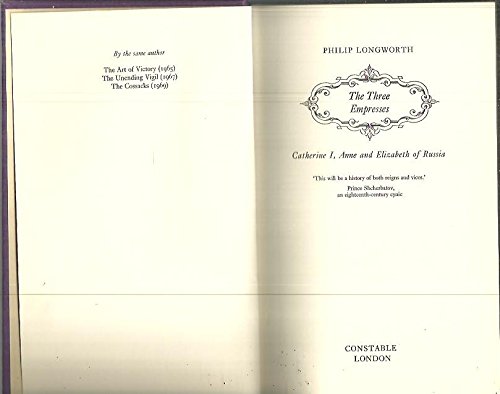 By the same author
The Art of Victory (1965)
The Unending Vigil (1967)
The Cossacks (1969)
PHILIP LONGWORTH
The Three
Empresses
Catherine I, Anne and Elizabeth of Russia
'This will be a history of both reigns and vices.'
Prince Shcherbatov,
an eighteenth-century cynic
CONSTABLE
LONDON